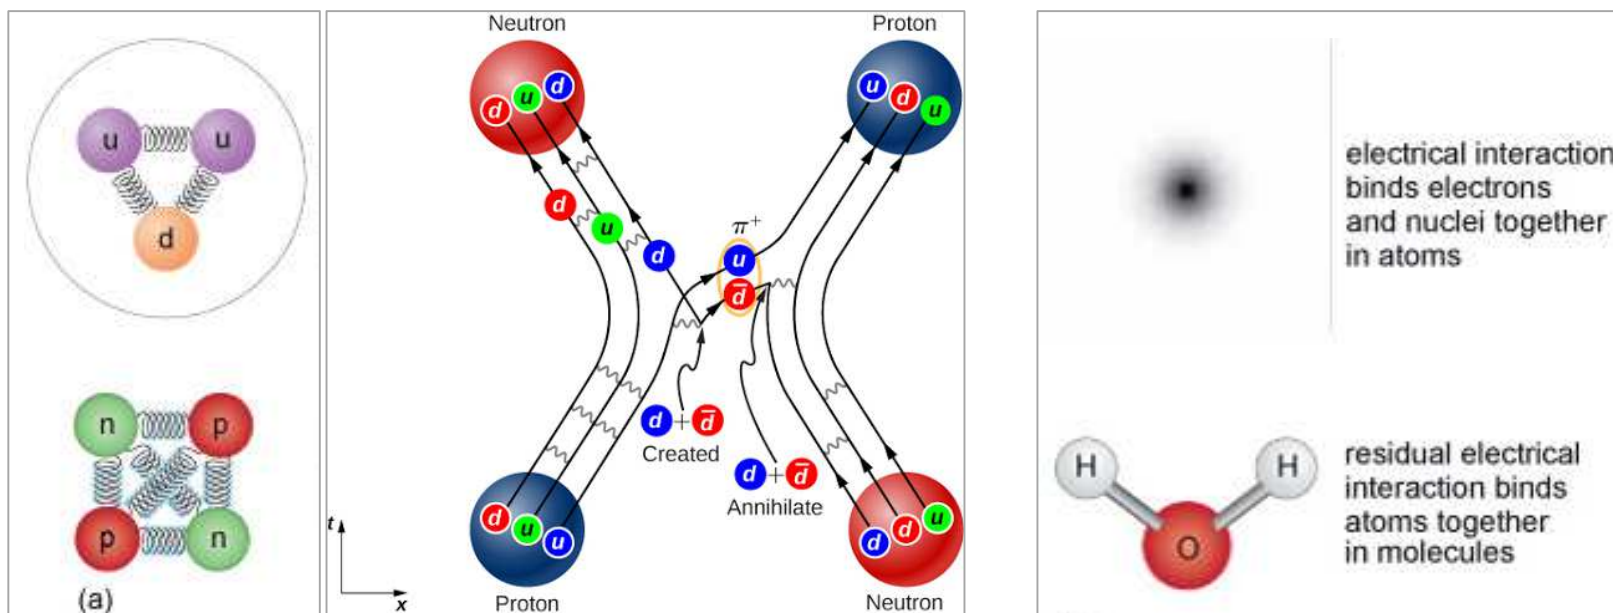 u u
d
n p
p n
(a)
Neutron
Proton
d u d
u d u
d
u
d
π+
u
d̅
d + d̅
Created
d + d̅
Annihilate
d u u
d d u
t
x
Proton
Neutron
electrical interaction
binds electrons
and nuclei together
in atoms
H H
O
residual electrical
interaction binds
atoms together
in molecules